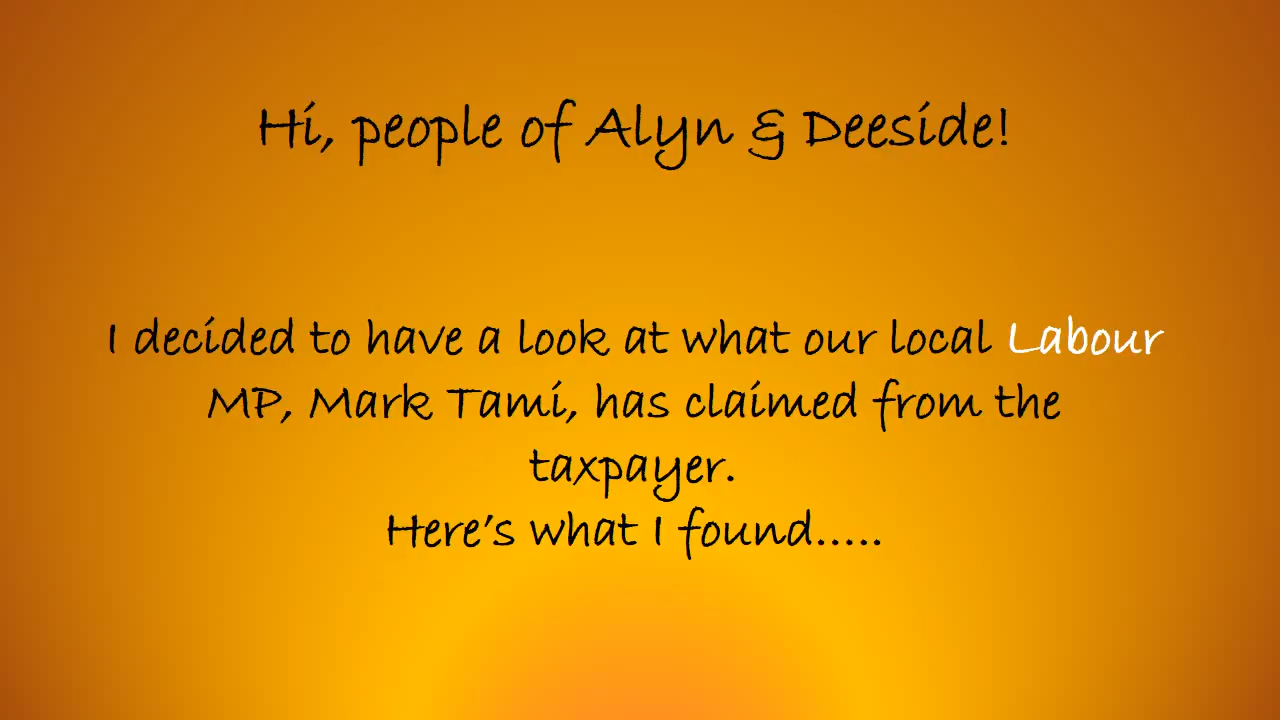 Hi, people of Alyn & Deeside!
I decided to have a look at what our local Labour
MP, Mark Tami, has claimed from the
taxpayer.
Here's what I found.....